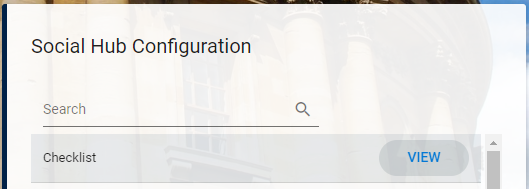 Social Hub Configuration
Search
Checklist VIEW